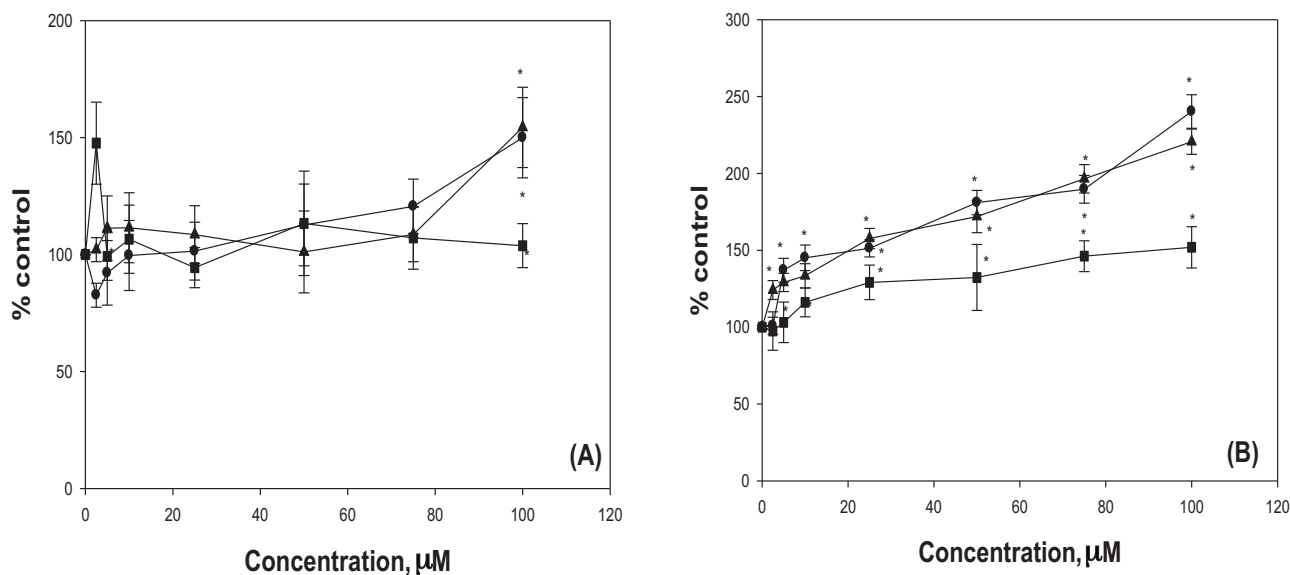 200
150
100
50
0
% control
0 20 40 60 80 100 120
Concentration, μM
(A)
* * * *
300
250
200
150
100
50
0
% control
0 20 40 60 80 100 120
Concentration, μM
(B)
* * * * * * * * * * * * * * * *